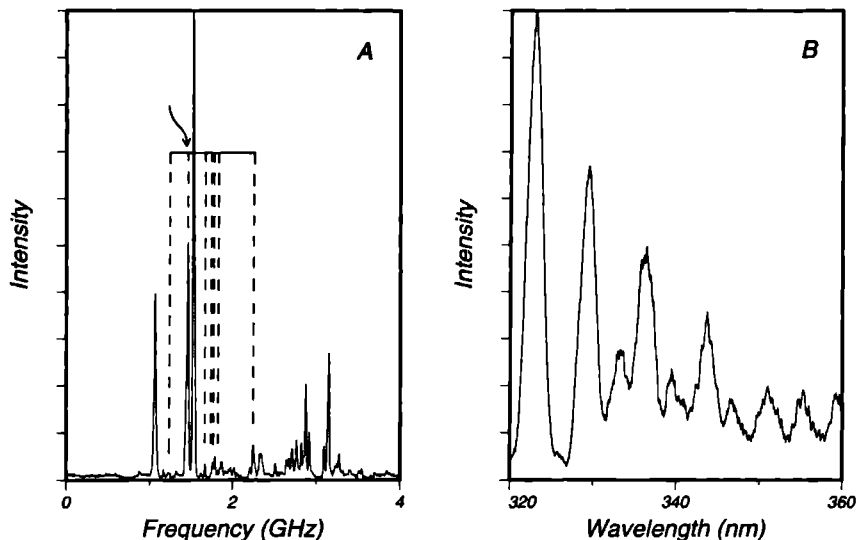 A
Intensity
0
2
4
Frequency (GHz)
B
Intensity
320
340
360
Wavelength (nm)